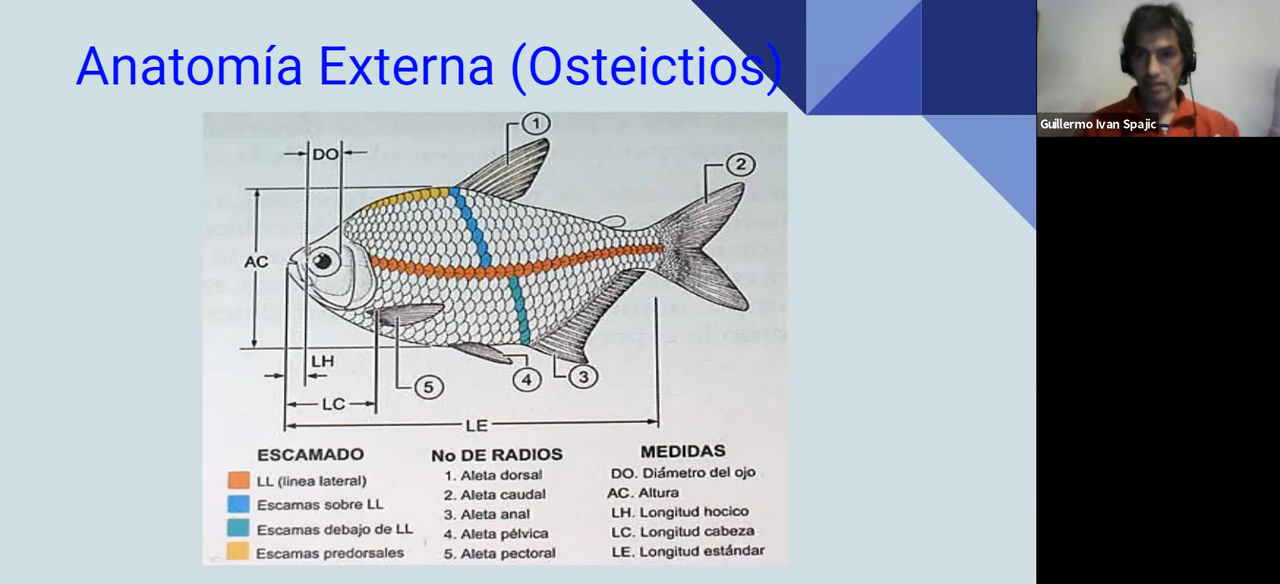 Anatomía Externa (Osteictios)
Guillermo Ivan Spajic
1
DO
2
AC
LH
5
4
3
LC
LE
ESCAMADO
LL (linea lateral)
Escamas sobre LL
Escamas debajo de LL
Escamas predorsales
No DE RADIOS
1. Aleta dorsal
2. Aleta caudal
3. Aleta anal
4. Aleta pélvica
5. Aleta pectoral
MEDIDAS
DO. Diámetro del ojo
AC. Altura
LH. Longitud hocico
LC. Longitud cabeza
LE. Longitud estándar